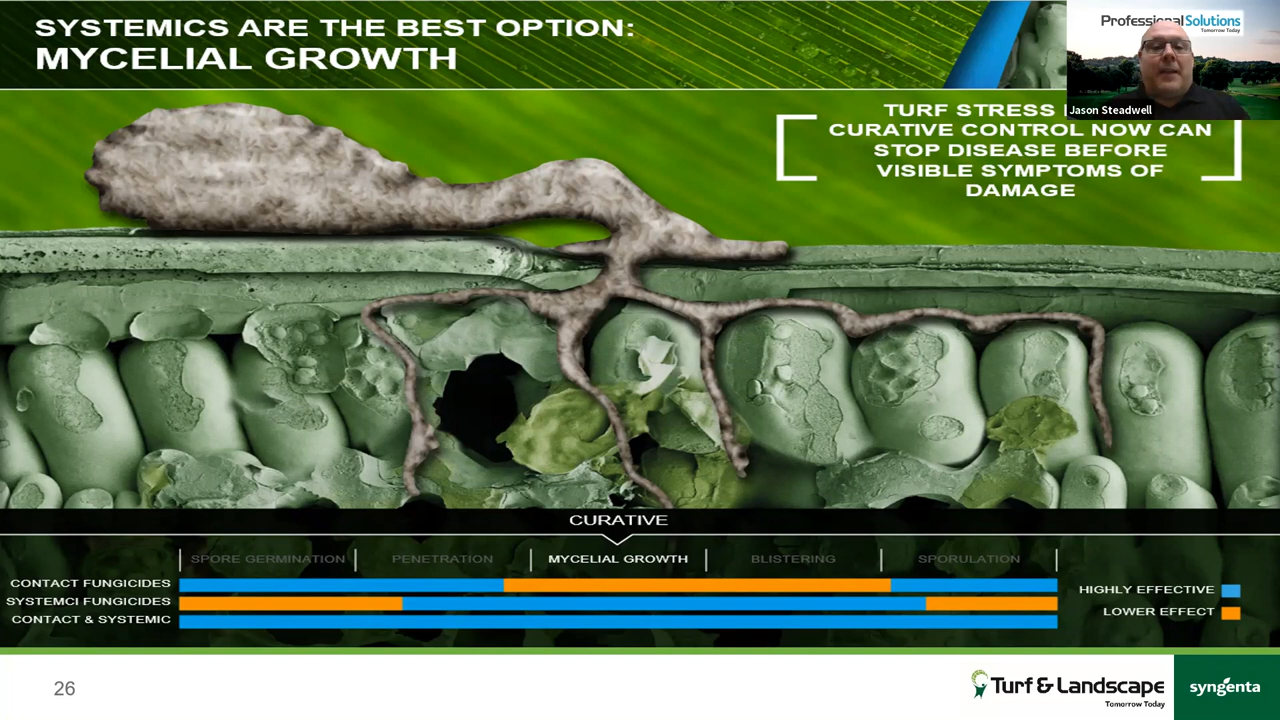 SYSTEMICS ARE THE BEST OPTION:
MYCELIAL GROWTH
Professional Solutions
Tomorrow Today
Jason Steadwell
TURF STRESS
CURATIVE CONTROL NOW CAN
STOP DISEASE BEFORE
VISIBLE SYMPTOMS OF
DAMAGE
CURATIVE
SPORE GERMINATION
PENETRATION
MYCELIAL GROWTH
BLISTERING
SPORULATION
CONTACT FUNGICIDES
SYSTEMCI FUNGICIDES
CONTACT & SYSTEMIC
HIGHLY EFFECTIVE
LOWER EFFECT
26
Turf & Landscape
Tomorrow Today
syngenta